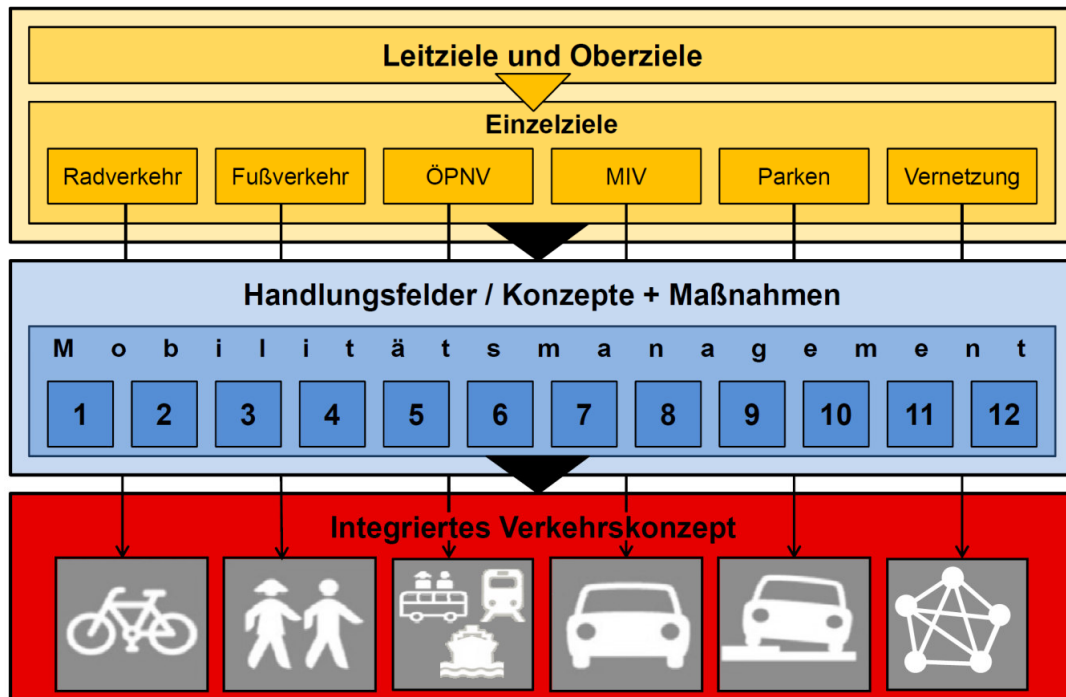 Leitziele und Oberziele
Einzelziele
Radverkehr Fußverkehr ÖPNV MIV Parken Vernetzung
Handlungsfelder / Konzepte + Maßnahmen
Mobilitätsmanagement
1 2 3 4 5 6 7 8 9 10 11 12
Integriertes Verkehrskonzept